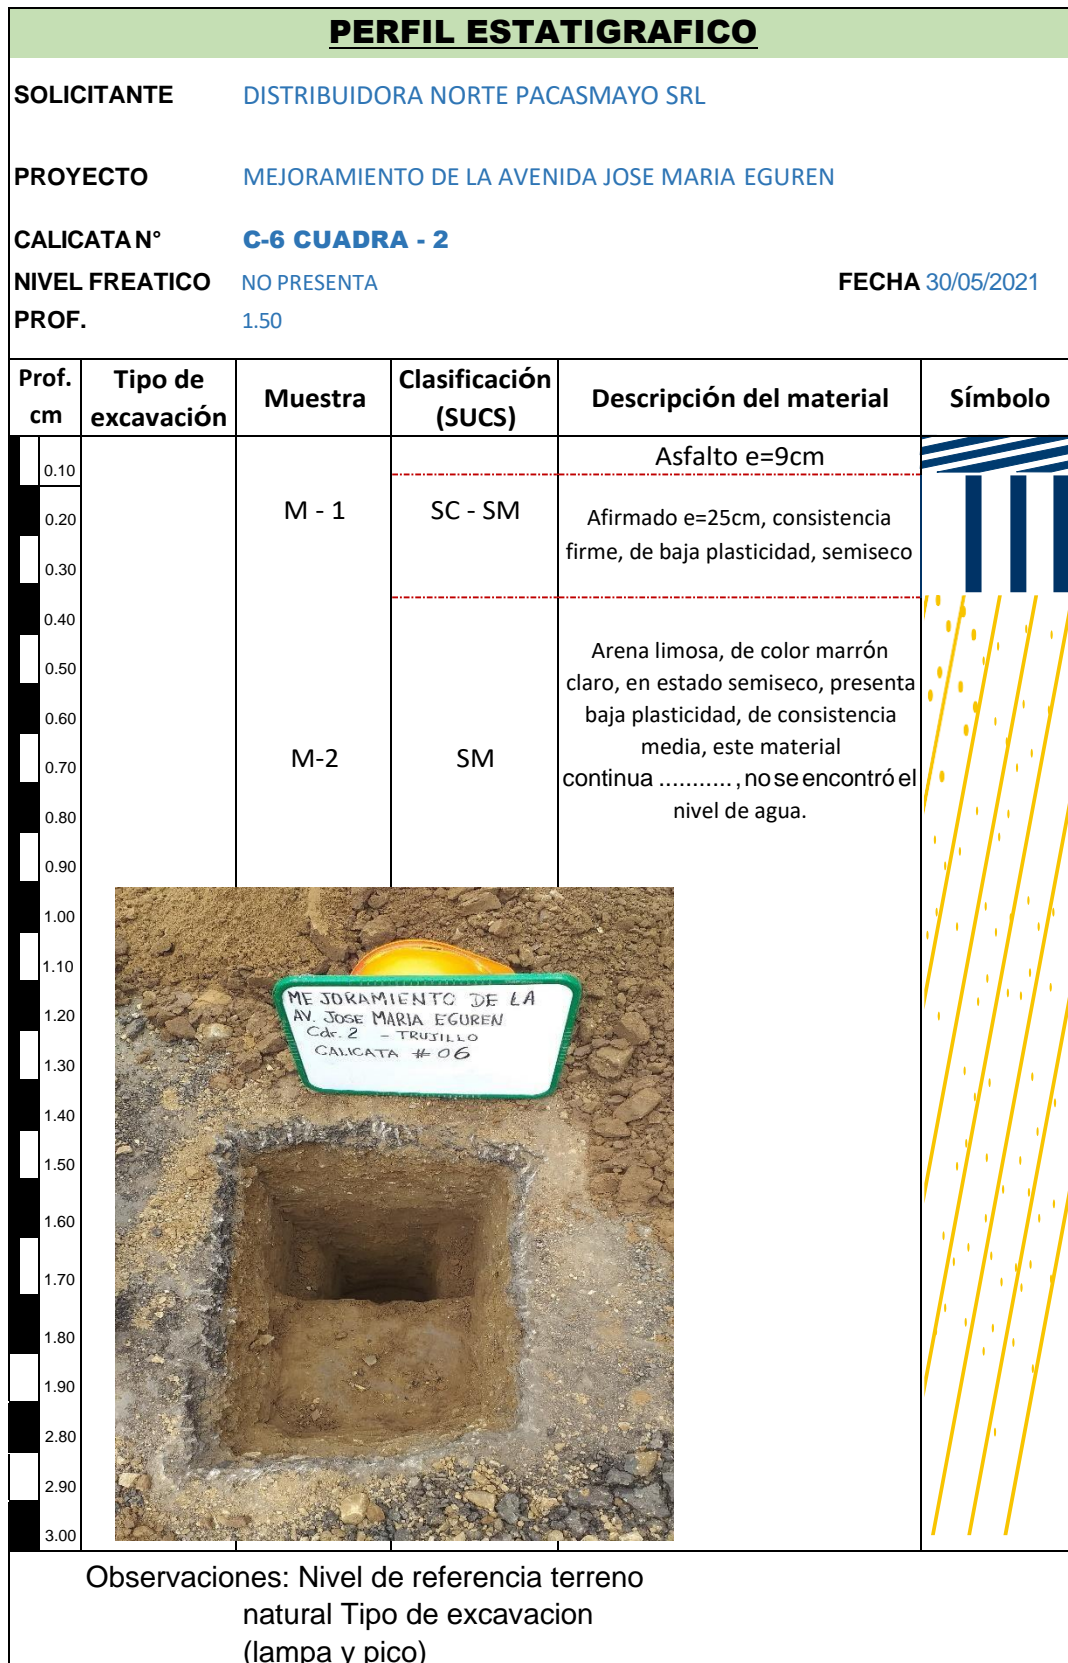 PERFIL ESTATIGRAFICO
SOLICITANTE DISTRIBUIDORA NORTE PACASMAYO SRL
PROYECTO MEJORAMIENTO DE LA AVENIDA JOSE MARIA EGUREN
CALICATA N° C-6 CUADRA - 2
NIVEL FREATICO NO PRESENTA FECHA 30/05/2021
PROF. 1.50
Prof. cm
Tipo de excavación
Muestra
Clasificación (SUCS)
Descripción del material
Símbolo
Asfalto e=9cm
0.10
M - 1 SC - SM
Afirmado e=25cm, consistencia
firme, de baja plasticidad, semiseco
0.20
0.30
0.40
M-2 SM
Arena limosa, de color marrón
claro, en estado semiseco, presenta
baja plasticidad, de consistencia
media, este material
continua ........... , no se encontró el
nivel de agua.
0.50
0.60
0.70
0.80
0.90
1.00
1.10
1.20
1.30
1.40
1.50
1.60
1.70
1.80
1.90
2.80
2.90
3.00
MEJORAMIENTO DE LA
AV. JOSE MARIA EGUREN
Cdr. 2 - TRUJILLO
CALICATA # 06
Observaciones: Nivel de referencia terreno
natural Tipo de excavacion
(lampa y pico)